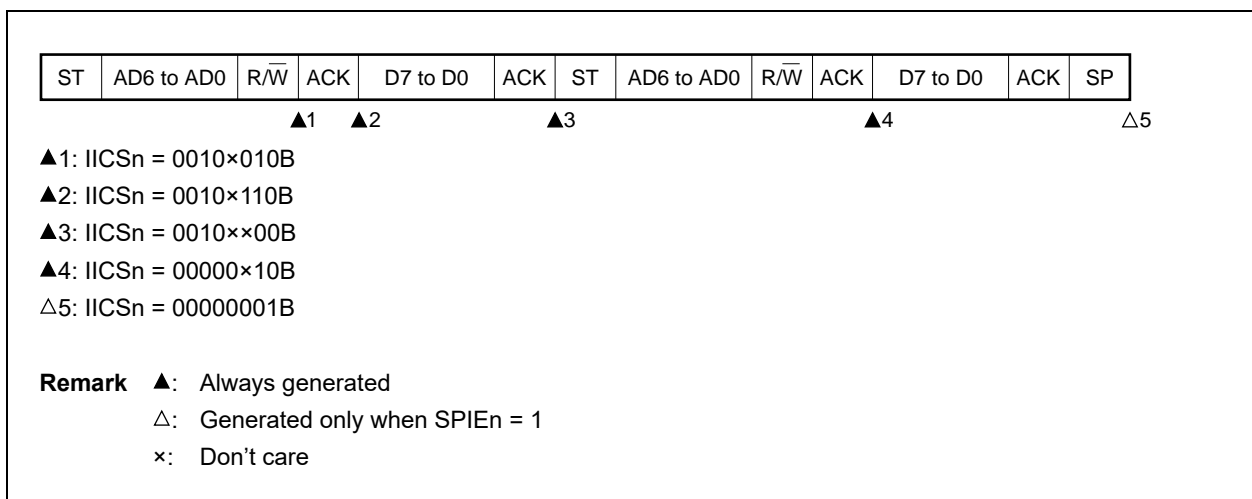 ST AD6 to AD0 R/W̅ ACK D7 to D0 ACK ST AD6 to AD0 R/W̅ ACK D7 to D0 ACK SP
▲1 ▲2 ▲3 ▲4 △5
▲1: IICSn = 0010×010B
▲2: IICSn = 0010×110B
▲3: IICSn = 0010××00B
▲4: IICSn = 00000×10B
△5: IICSn = 00000001B
Remark ▲: Always generated
△: Generated only when SPIEn = 1
×: Don't care